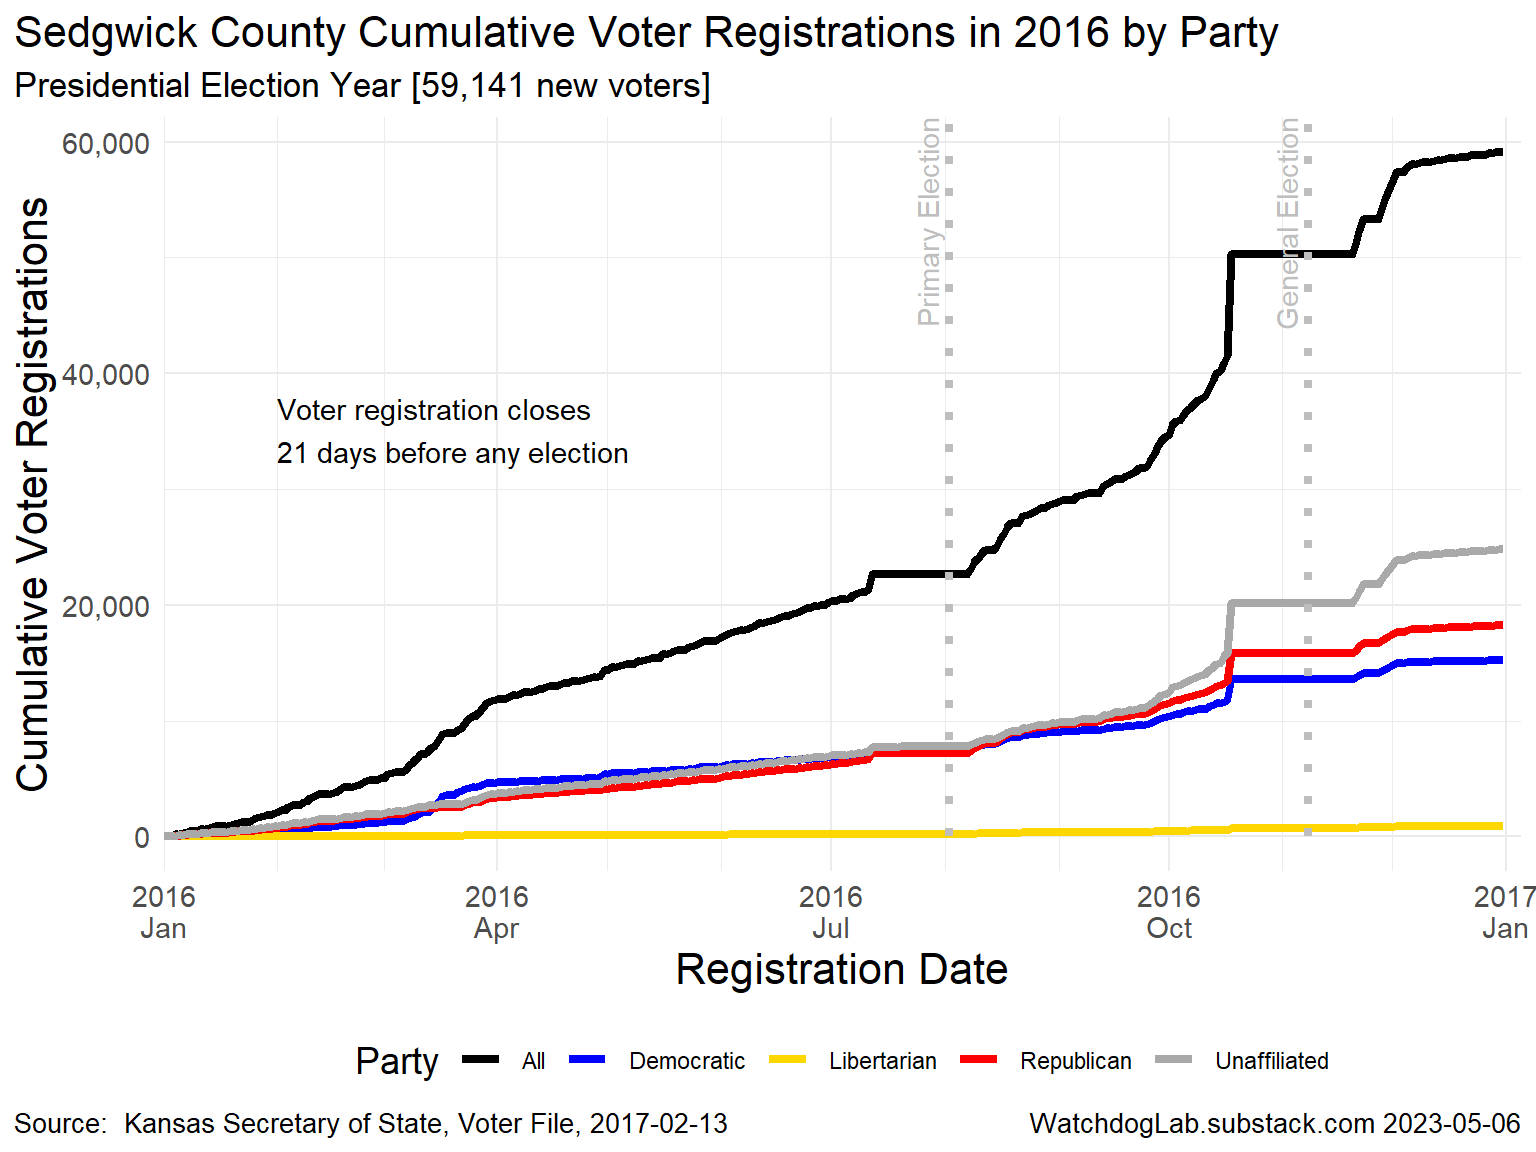 Sedgwick County Cumulative Voter Registrations in 2016 by Party
Presidential Election Year [59,141 new voters]
Cumulative Voter Registrations
60,000
40,000
20,000
0
Primary Election
General Election
Voter registration closes
21 days before any election
2016
Jan
2016
Apr
2016
Jul
2016
Oct
2017
Jan
Registration Date
Party
All
Democratic
Libertarian
Republican
Unaffiliated
Source:  Kansas Secretary of State, Voter File, 2017-02-13
WatchdogLab.substack.com 2023-05-06